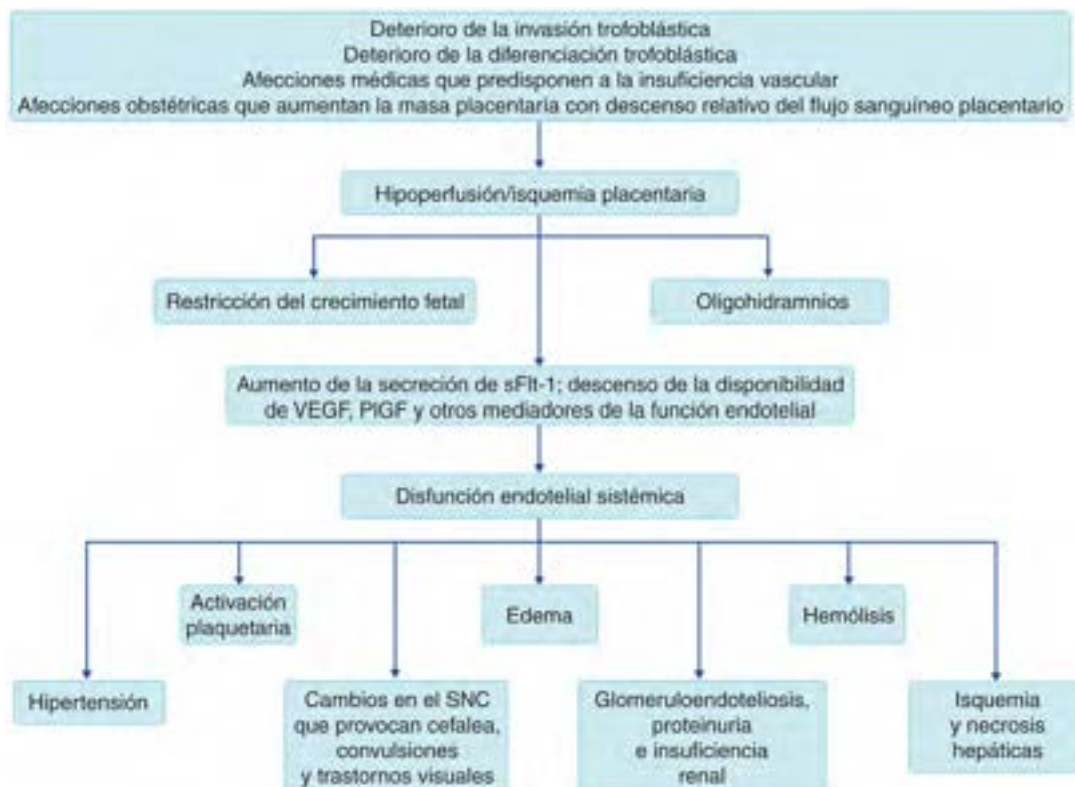 Deterioro de la invasión trofoblástica
Deterioro de la diferenciación trofoblástica
Afecciones médicas que predisponen a la insuficiencia vascular
Afecciones obstétricas que aumentan la masa placentaria con descenso relativo del flujo sanguíneo placentario
Hipoperfusión/isquemia placentaria
Restricción del crecimiento fetal
Oligohidramnios
Aumento de la secreción de sFlt-1; descenso de la disponibilidad
de VEGF, PlGF y otros mediadores de la función endotelial
Disfunción endotelial sistémica
Activación
plaquetaria
Edema
Hemólisis
Hipertensión
Cambios en el SNC
que provocan cefalea,
convulsiones
y trastornos visuales
Glomeruloendoteliosis,
proteinuria
e insuficiencia
renal
Isquemia
y necrosis
hepáticas